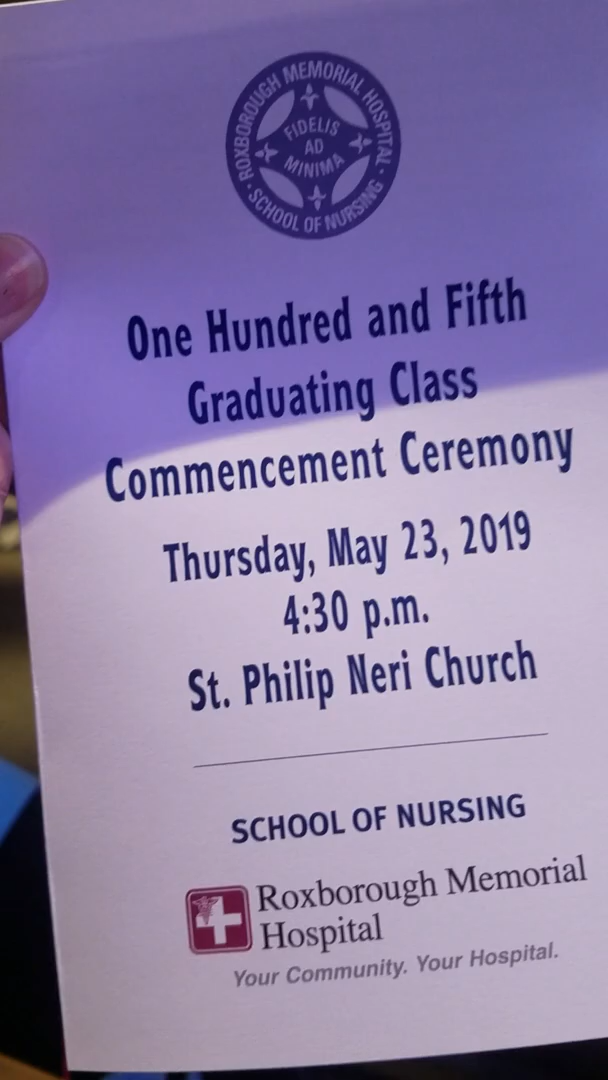 ROXBOROUGH MEMORIAL HOSPITAL · SCHOOL OF NURSING ·
FIDELIS
AD
MINIMA
One Hundred and Fifth
Graduating Class
Commencement Ceremony
Thursday, May 23, 2019
4:30 p.m.
St. Philip Neri Church
SCHOOL OF NURSING
Roxborough Memorial
Hospital
Your Community. Your Hospital.